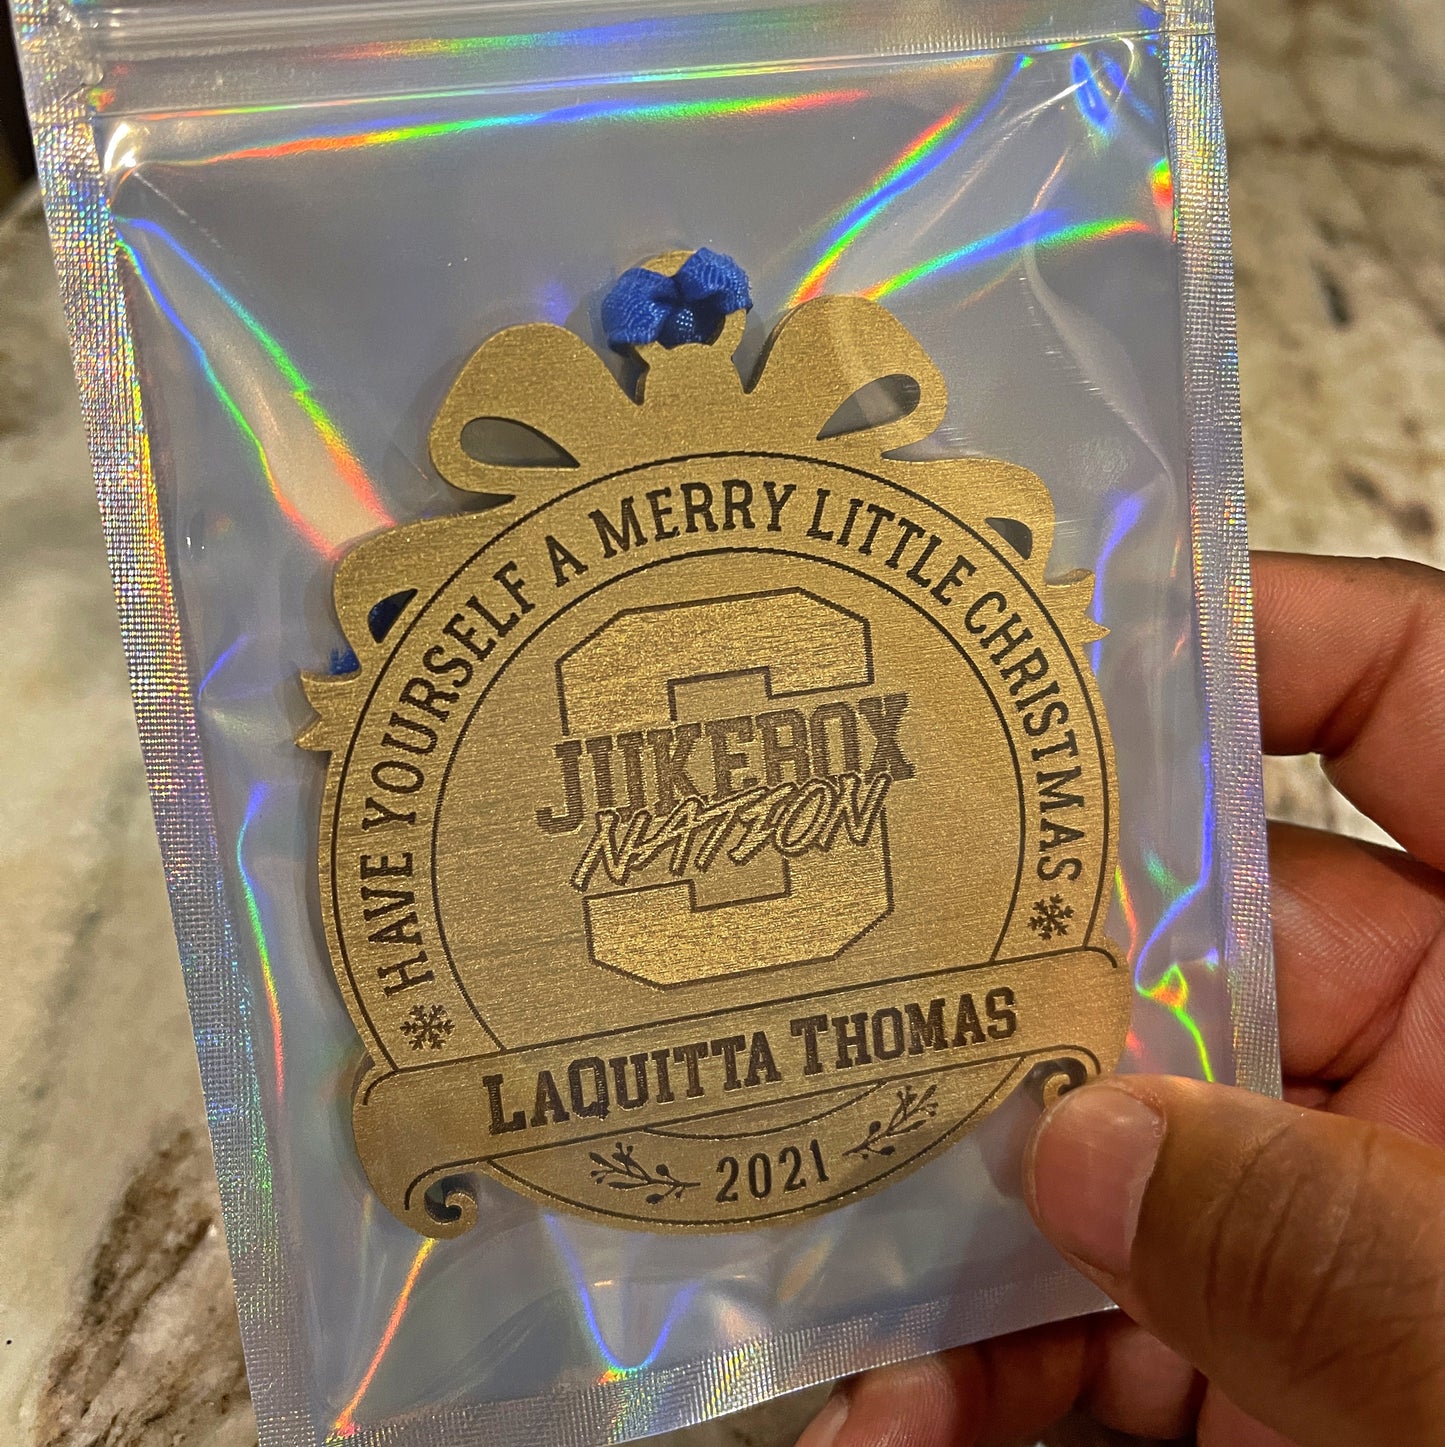 HAVE YOURSELF A MERRY LITTLE CHRISTMAS
S
JUKEBOX
NATION
LAQUITTA THOMAS
2021